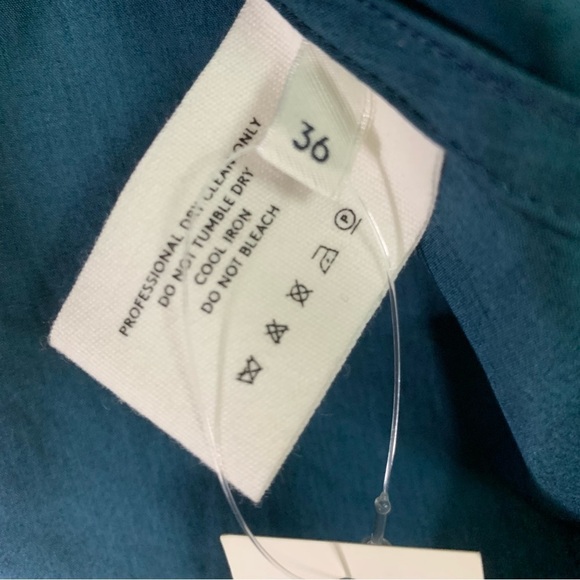 36
PROFESSIONAL DRY CLEAN ONLY
DO NOT TUMBLE DRY
COOL IRON
DO NOT BLEACH
P